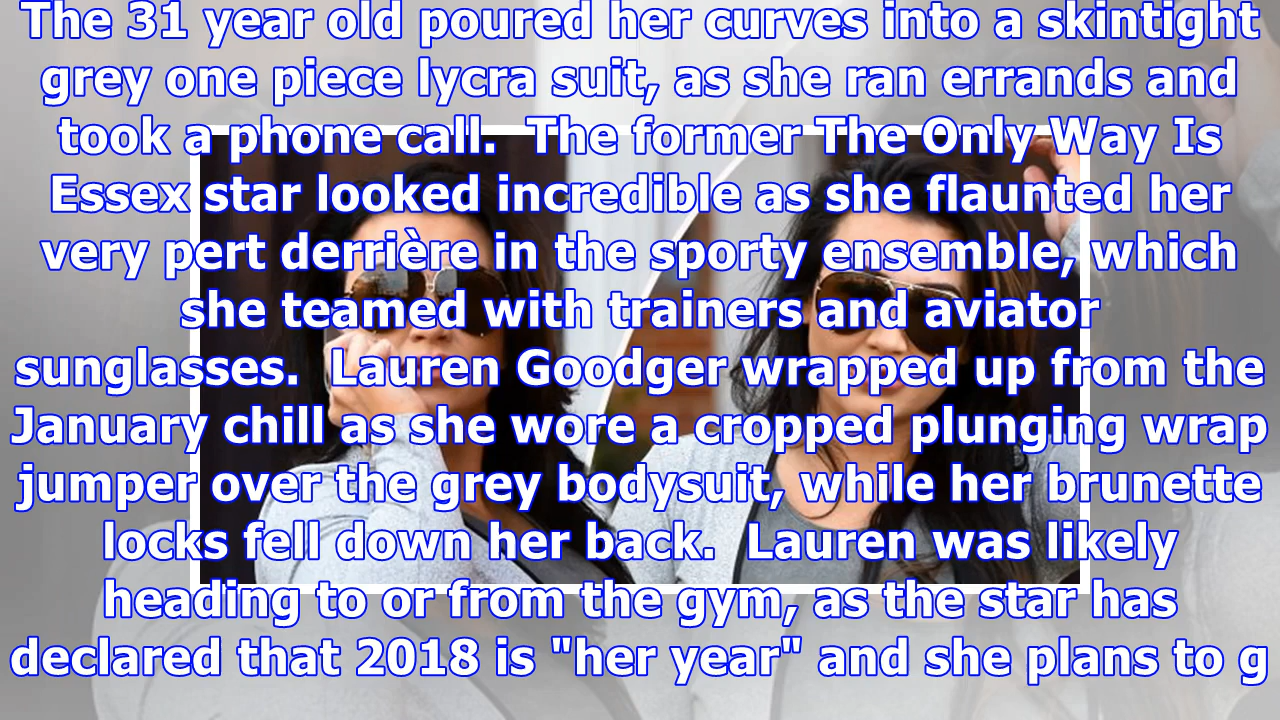 The 31 year old poured her curves into a skintight
grey one piece lycra suit, as she ran errands and
took a phone call.  The former The Only Way Is
Essex star looked incredible as she flaunted her
very pert derrière in the sporty ensemble, which
she teamed with trainers and aviator
sunglasses.  Lauren Goodger wrapped up from the
January chill as she wore a cropped plunging wrap
jumper over the grey bodysuit, while her brunette
locks fell down her back.  Lauren was likely
heading to or from the gym, as the star has
declared that 2018 is "her year" and she plans to g